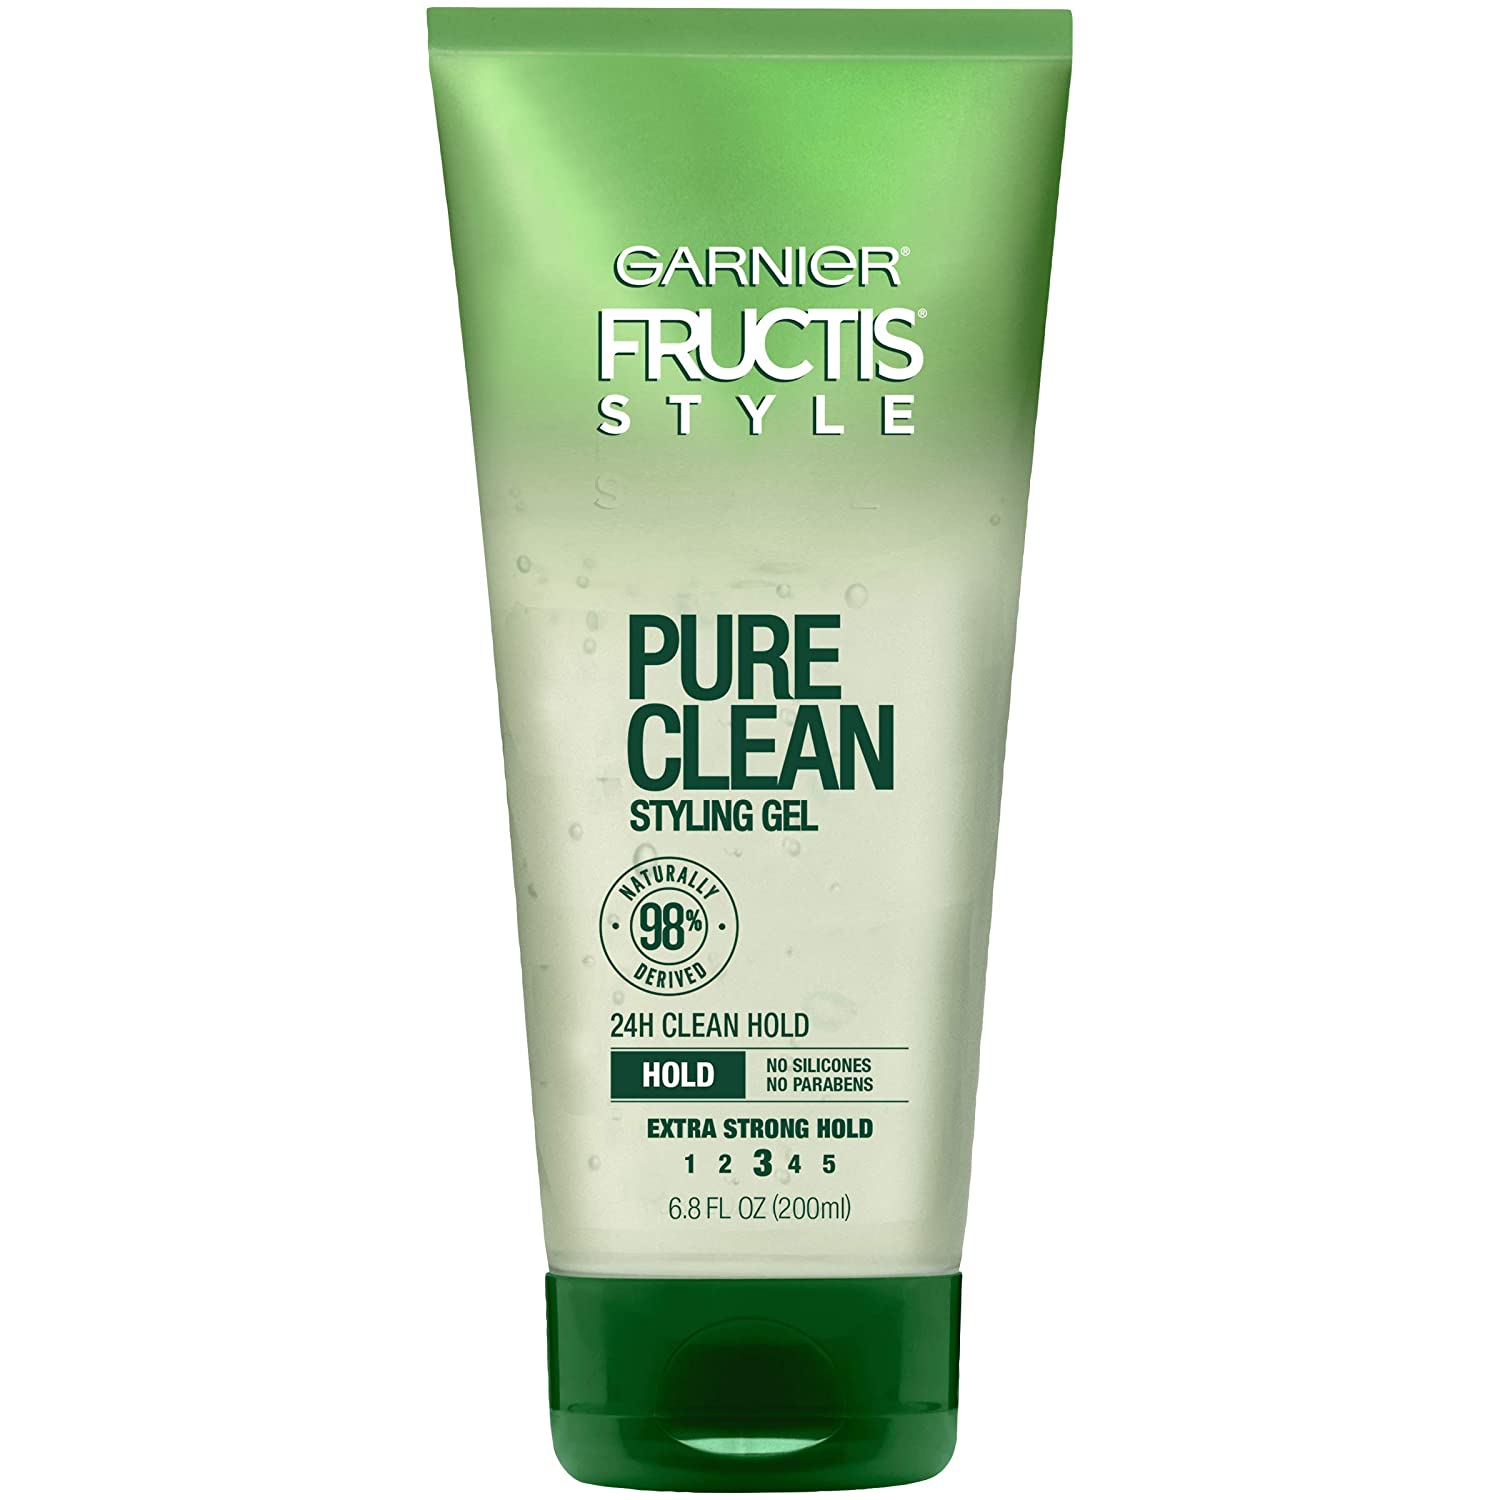 GARNIER®
FRUCTIS®
STYLE
PURE
CLEAN
STYLING GEL
NATURALLY
98%
DERIVED
24H CLEAN HOLD
HOLD
NO SILICONES
NO PARABENS
EXTRA STRONG HOLD
1 2 3 4 5
6.8 FL OZ (200ml)